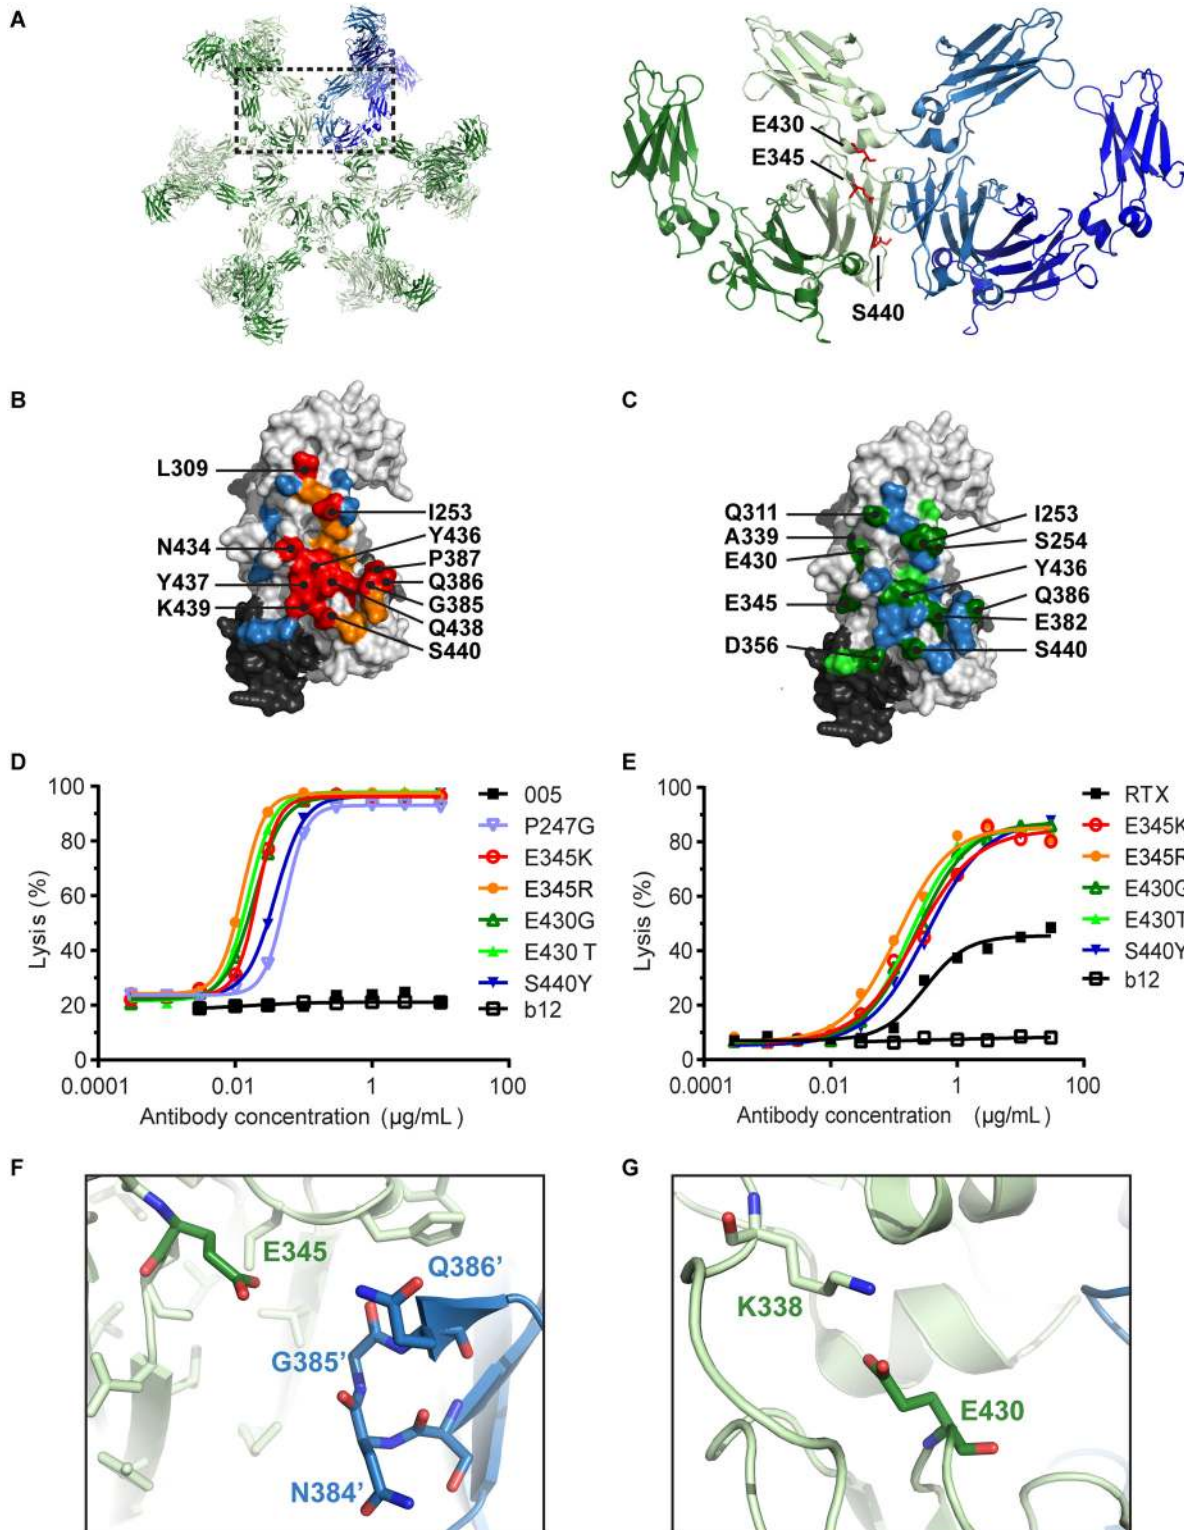 A
E430
E345
S440
B
L309
N434
Y437
K439
I253
Y436
P387
Q386
G385
Q438
S440
C
Q311
A339
E430
E345
D356
I253
S254
Y436
Q386
E382
S440
D
100
80
60
40
20
0
Lysis (%)
0.0001
0.01
1
100
Antibody concentration (µg/mL )
005
P247G
E345K
E345R
E430G
E430 T
S440Y
b12
E
100
80
60
40
20
0
Lysis (%)
0.0001
0.01
1
100
Antibody concentration (µg/mL )
RTX
E345K
E345R
E430G
E430T
S440Y
b12
F
E345
Q386’
G385’
N384’
G
K338
E430